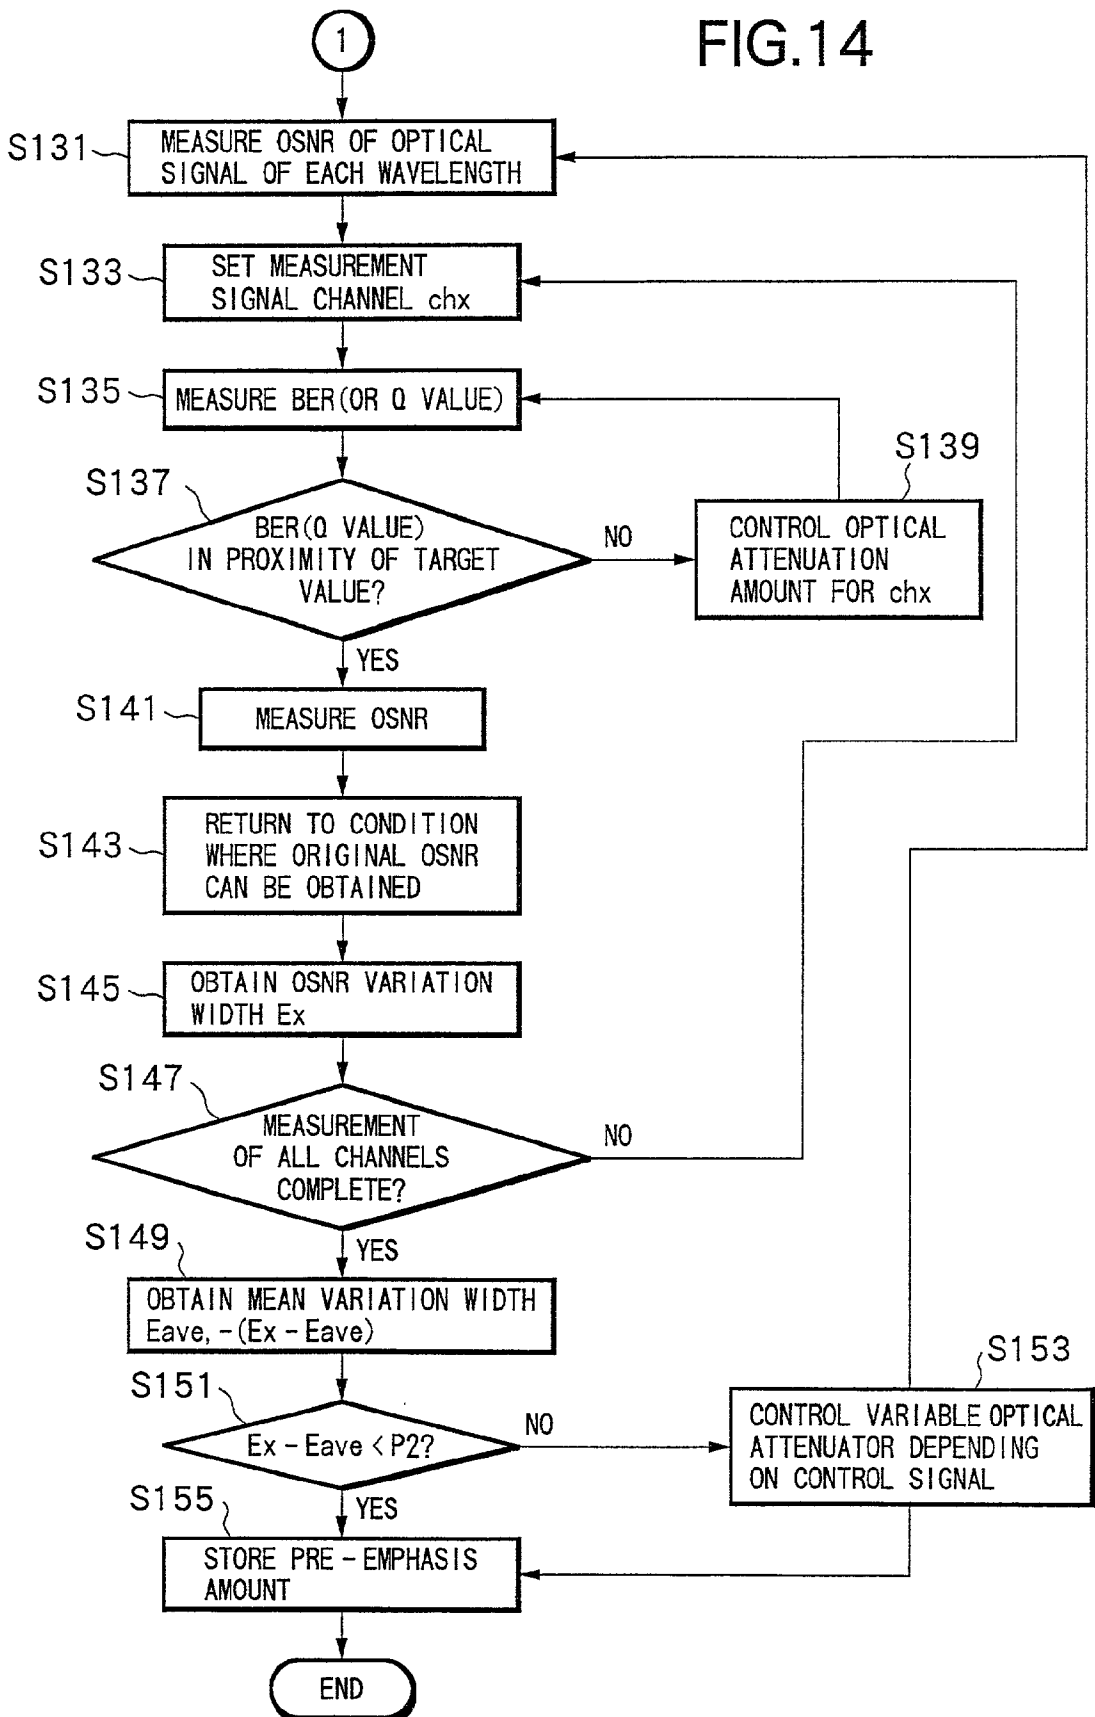 FIG.14
1
S131
MEASURE OSNR OF OPTICAL
SIGNAL OF EACH WAVELENGTH
S133
SET MEASUREMENT
SIGNAL CHANNEL chx
S135
MEASURE BER(OR Q VALUE)
S137
BER(Q VALUE)
IN PROXIMITY OF TARGET
VALUE?
NO
S139
CONTROL OPTICAL
ATTENUATION
AMOUNT FOR chx
YES
S141
MEASURE OSNR
S143
RETURN TO CONDITION
WHERE ORIGINAL OSNR
CAN BE OBTAINED
S145
OBTAIN OSNR VARIATION
WIDTH Ex
S147
MEASUREMENT
OF ALL CHANNELS
COMPLETE?
NO
YES
S149
OBTAIN MEAN VARIATION WIDTH
Eave, -(Ex - Eave)
S151
Ex - Eave < P2?
NO
S153
CONTROL VARIABLE OPTICAL
ATTENUATOR DEPENDING
ON CONTROL SIGNAL
YES
S155
STORE PRE-EMPHASIS
AMOUNT
END